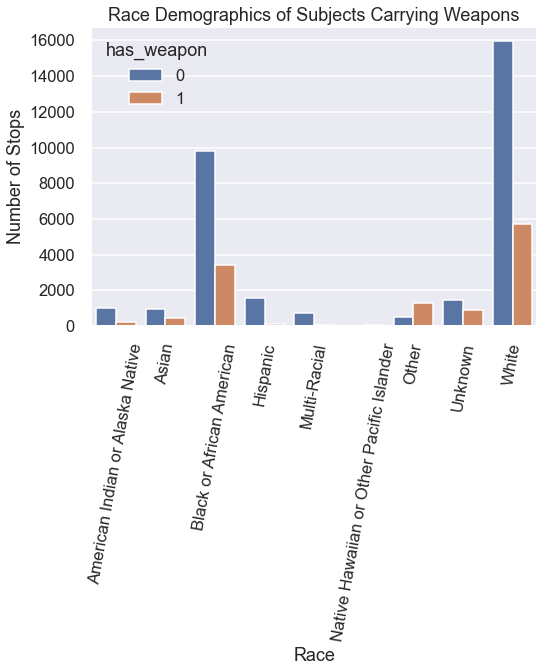 Race Demographics of Subjects Carrying Weapons
has_weapon
0
1
Number of Stops
16000
14000
12000
10000
8000
6000
4000
2000
0
American Indian or Alaska Native
Asian
Black or African American
Hispanic
Multi-Racial
Native Hawaiian or Other Pacific Islander
Other
Unknown
White
Race